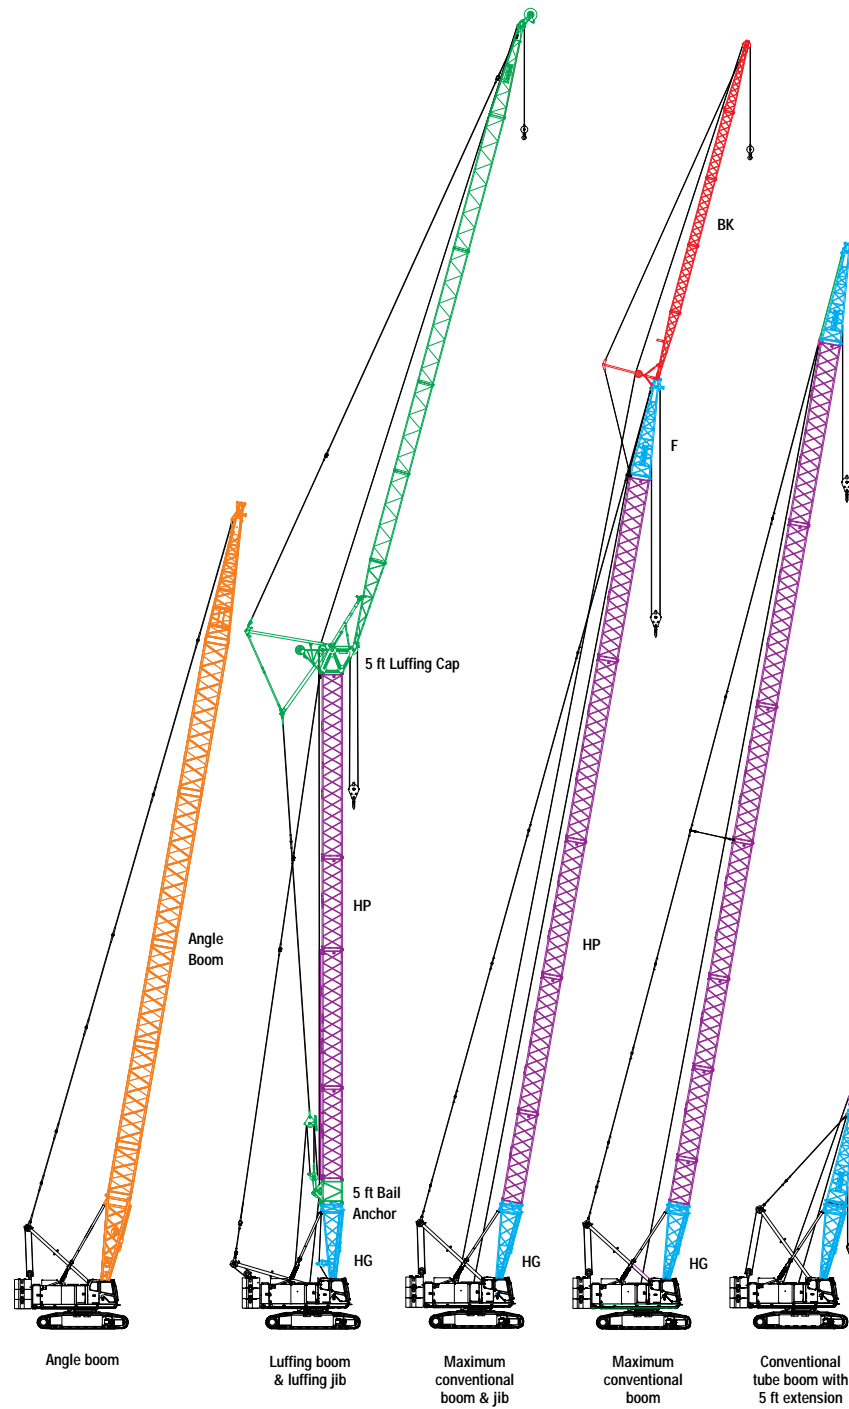 BK
F
5 ft Luffing Cap
HP
Angle
Boom
HP
5 ft Bail
Anchor
HG
HG
HG
Angle boom
Luffing boom
& luffing jib
Maximum
conventional
boom & jib
Maximum
conventional
boom
Conventional
tube boom with
5 ft extension